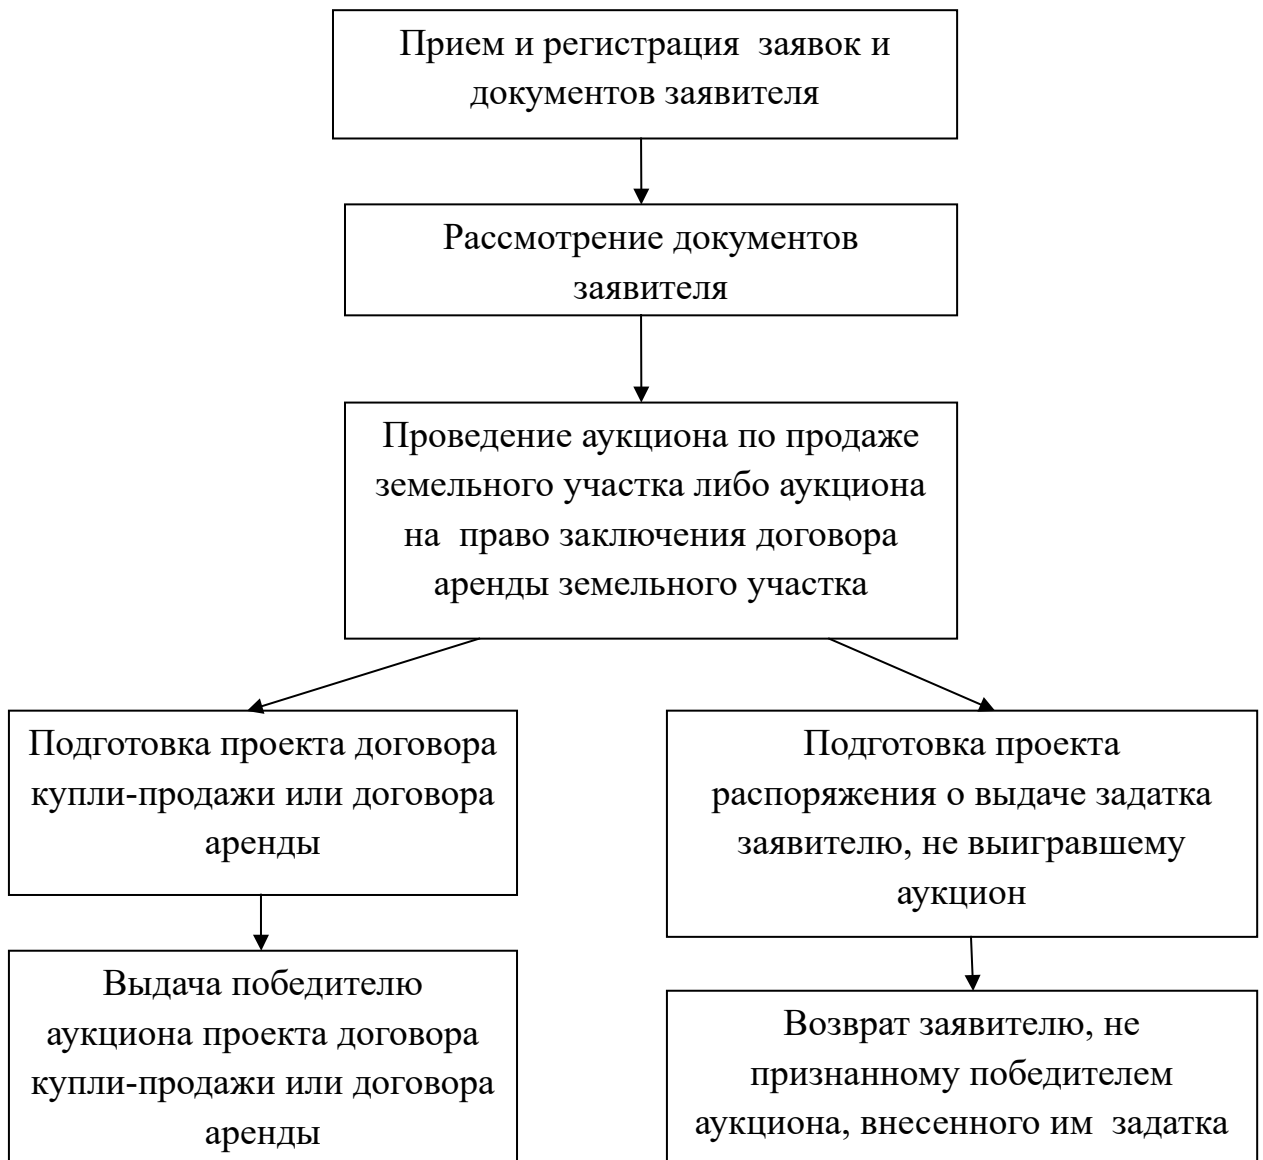 Прием и регистрация  заявок и
документов заявителя
Рассмотрение документов
заявителя
Проведение аукциона по продаже
земельного участка либо аукциона
на  право заключения договора
аренды земельного участка
Подготовка проекта договора
купли-продажи или договора
аренды
Подготовка проекта
распоряжения о выдаче задатка
заявителю, не выигравшему
аукцион
Выдача победителю
аукциона проекта договора
купли-продажи или договора
аренды
Возврат заявителю, не
признанному победителем
аукциона, внесенного им  задатка